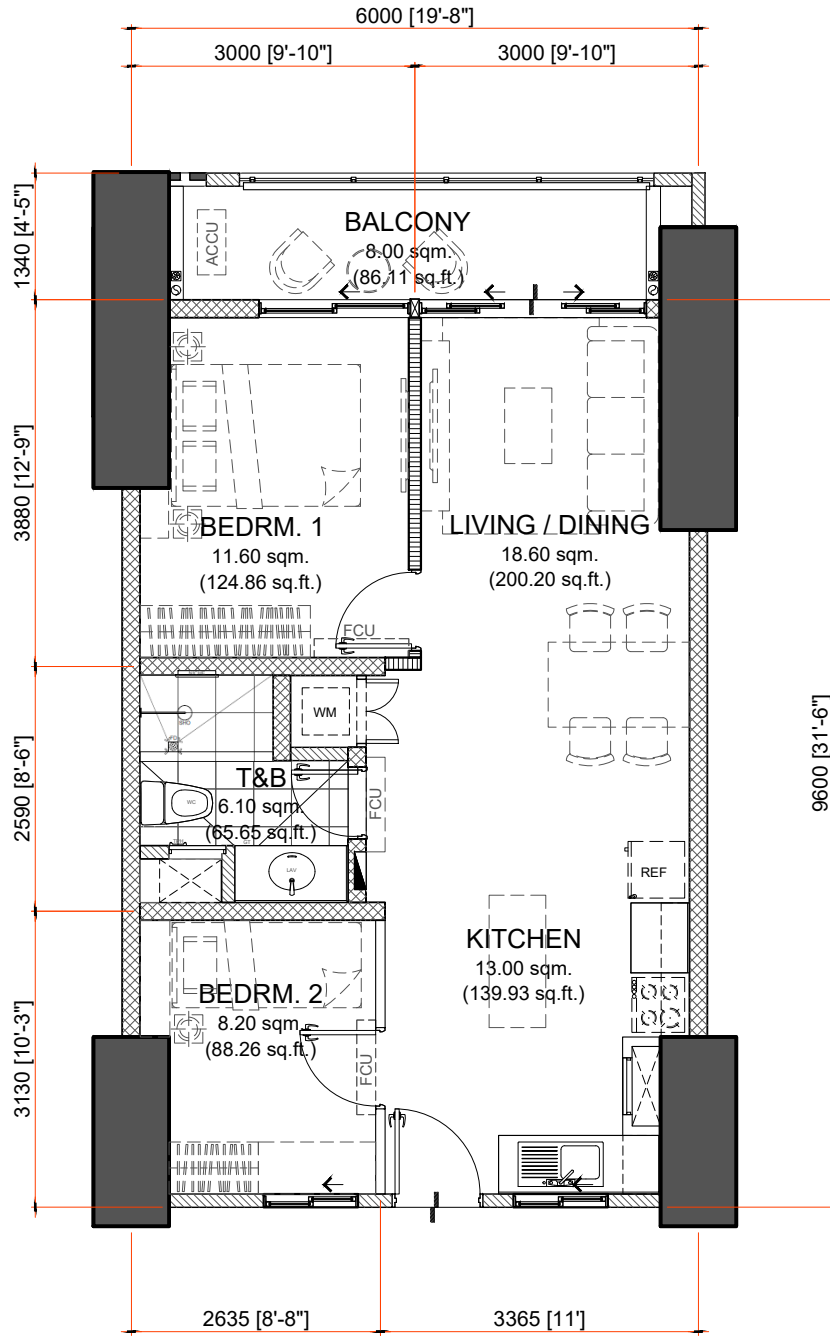 6000 [19'-8"]
3000 [9'-10"]
3000 [9'-10"]
1340 [4'-5"]
3880 [12'-9"]
2590 [8'-6"]
3130 [10'-3"]
9600 [31'-6"]
ACCU
BALCONY
8.00 sqm.
(86.11 sq.ft.)
BEDRM. 1
11.60 sqm.
(124.86 sq.ft.)
FCU
LIVING / DINING
18.60 sqm.
(200.20 sq.ft.)
WM
SHO
FD
T&B
6.10 sqm.
(65.65 sq.ft.)
WC
FCU
LAV
REF
KITCHEN
13.00 sqm.
(139.93 sq.ft.)
BEDRM. 2
8.20 sqm.
(88.26 sq.ft.)
FCU
2635 [8'-8"]
3365 [11']